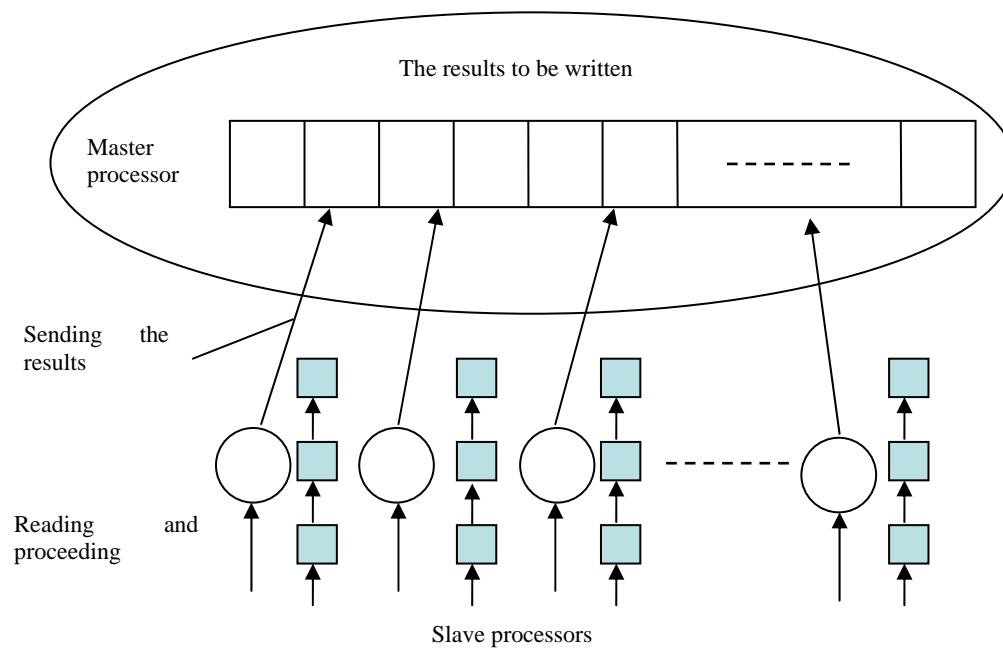 The results to be written
Master
processor
Sending the
results
Reading and
proceeding
Slave processors